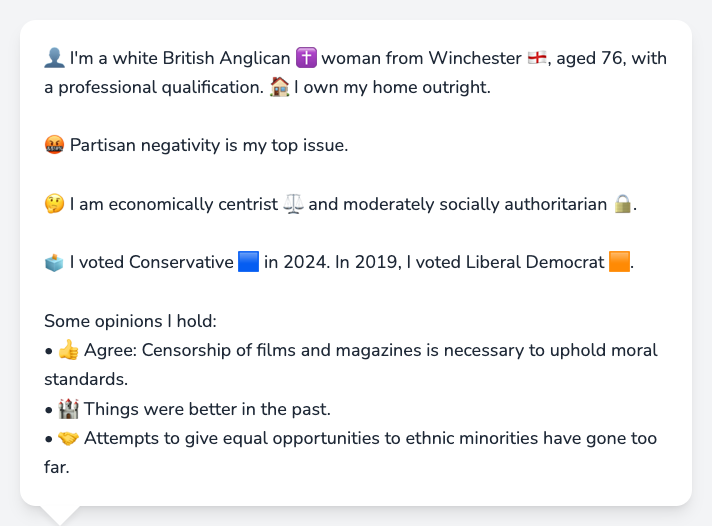 👤 I'm a white British Anglican ✝️ woman from Winchester 🏴󠁧󠁢󠁥󠁮󠁧󠁿, aged 76, with
a professional qualification. 🏠 I own my home outright.
🤬 Partisan negativity is my top issue.
🤔 I am economically centrist ⚖️ and moderately socially authoritarian 🔒.
🗳️ I voted Conservative 🟦 in 2024. In 2019, I voted Liberal Democrat 🟧.
Some opinions I hold:
• 👍 Agree: Censorship of films and magazines is necessary to uphold moral
standards.
• 🏰 Things were better in the past.
• 🤝 Attempts to give equal opportunities to ethnic minorities have gone too
far.